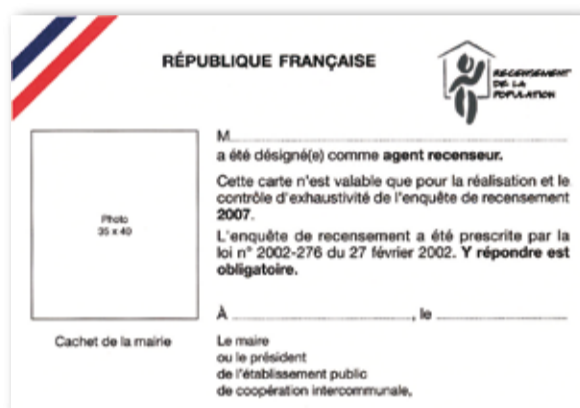 RÉPUBLIQUE FRANÇAISE
RECENSEMENT
DE LA
POPULATION
M
a été désigné(e) comme agent recenseur.
Cette carte n'est valable que pour la réalisation et le
contrôle d'exhaustivité de l'enquête de recensement
2007.
L'enquête de recensement a été prescrite par la
loi n° 2002-276 du 27 février 2002. Y répondre est
obligatoire.
Photo
35 x 40
À ..............................., le ...............................
Cachet de la mairie
Le maire
ou le président
de l'établissement public
de coopération intercommunale,